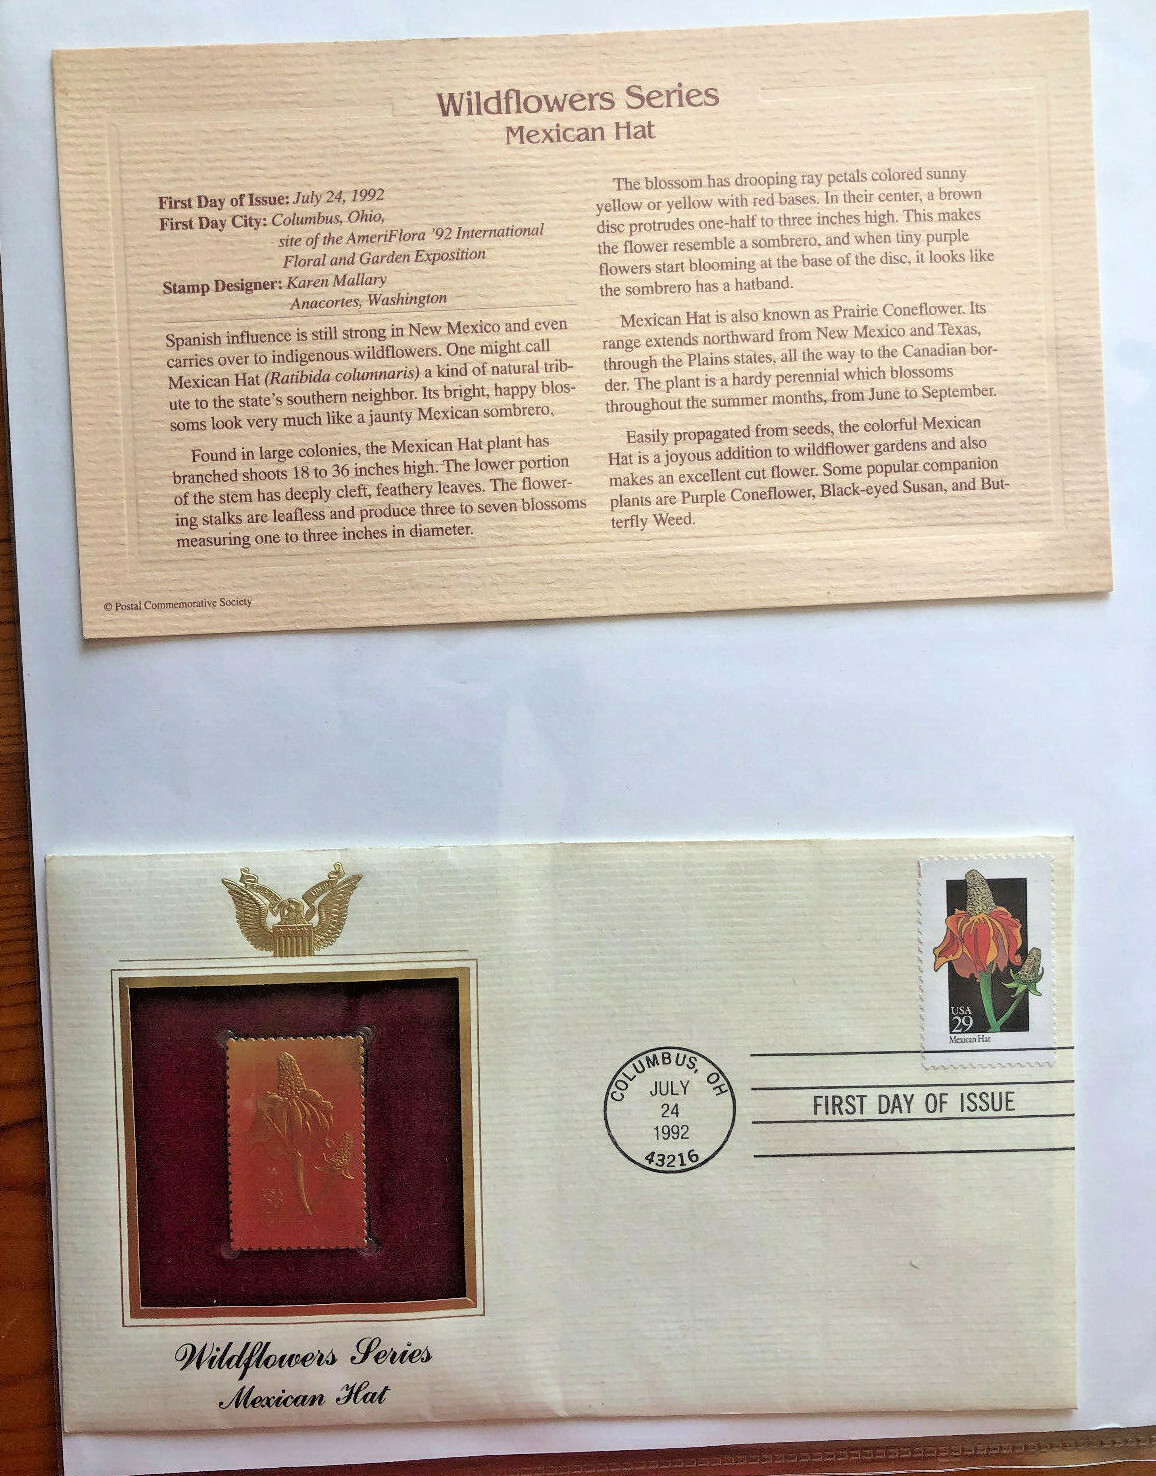 Wildflowers Series
Mexican Hat
First Day of Issue: July 24, 1992
First Day City: Columbus, Ohio,
site of the AmeriFlora '92 International
Floral and Garden Exposition
Stamp Designer: Karen Mallary
Anacortes, Washington
Spanish influence is still strong in New Mexico and even
carries over to indigenous wildflowers. One might call
Mexican Hat (Ratibida columnaris) a kind of natural trib-
ute to the state's southern neighbor. Its bright, happy blos-
soms look very much like a jaunty Mexican sombrero.
Found in large colonies, the Mexican Hat plant has
branched shoots 18 to 36 inches high. The lower portion
of the stem has deeply cleft, feathery leaves. The flower-
ing stalks are leafless and produce three to seven blossoms
measuring one to three inches in diameter.
The blossom has drooping ray petals colored sunny
yellow or yellow with red bases. In their center, a brown
disc protrudes one-half to three inches high. This makes
the flower resemble a sombrero, and when tiny purple
flowers start blooming at the base of the disc, it looks like
the sombrero has a hatband.
Mexican Hat is also known as Prairie Coneflower. Its
range extends northward from New Mexico and Texas,
through the Plains states, all the way to the Canadian bor-
der. The plant is a hardy perennial which blossoms
throughout the summer months, from June to September.
Easily propagated from seeds, the colorful Mexican
Hat is a joyous addition to wildflower gardens and also
makes an excellent cut flower. Some popular companion
plants are Purple Coneflower, Black-eyed Susan, and But-
terfly Weed.
© Postal Commemorative Society
USA
29
Mexican Hat
COLUMBUS, OH
JULY
24
1992
43216
FIRST DAY OF ISSUE
Wildflowers Series
Mexican Hat